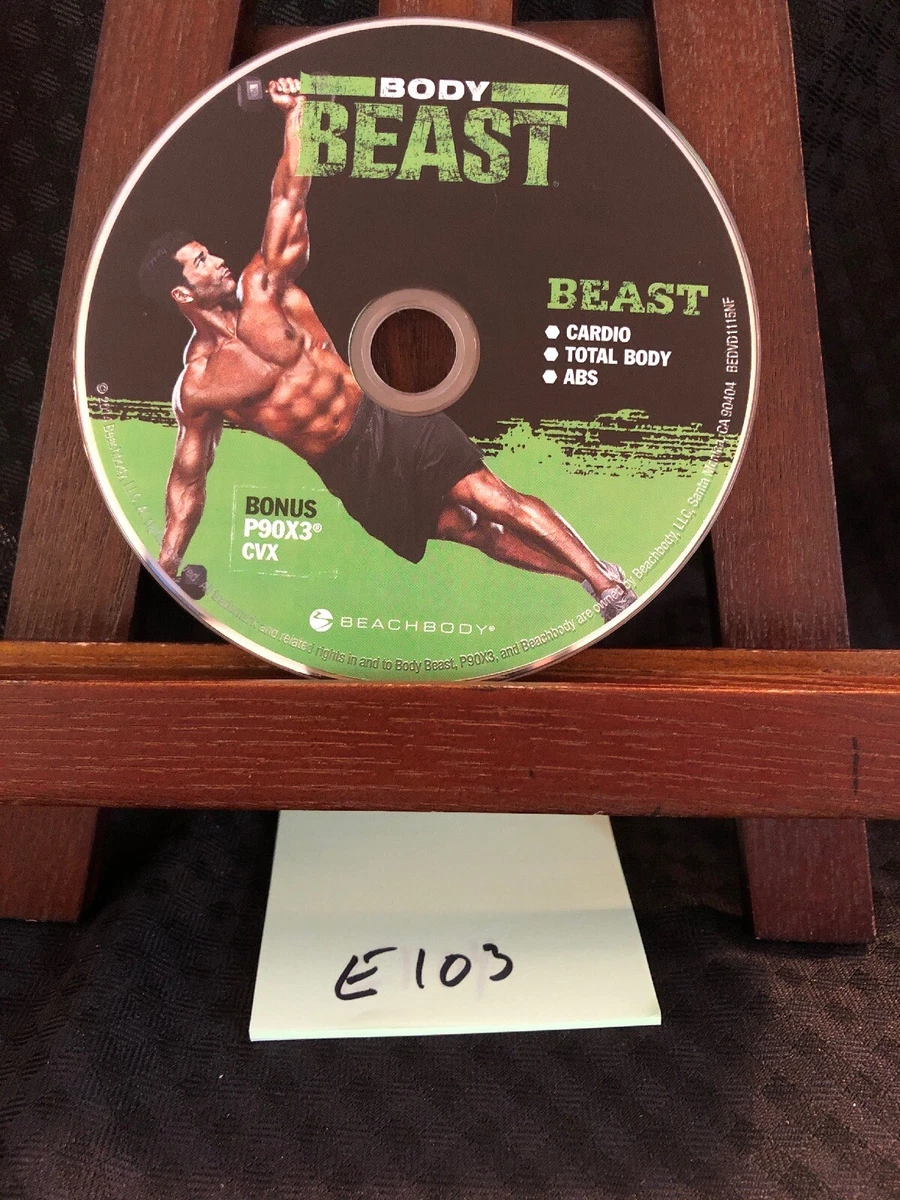 BODY
BEAST
BEAST
CARDIO
TOTAL BODY
ABS
BONUS
P90X3®
CVX
BEACHBODY®
and related rights in and to Body Beast, P90X3, and Beachbody are owned by Beachbody, LLC, Santa Monica, CA 90404 BEDVD1115NF
E103